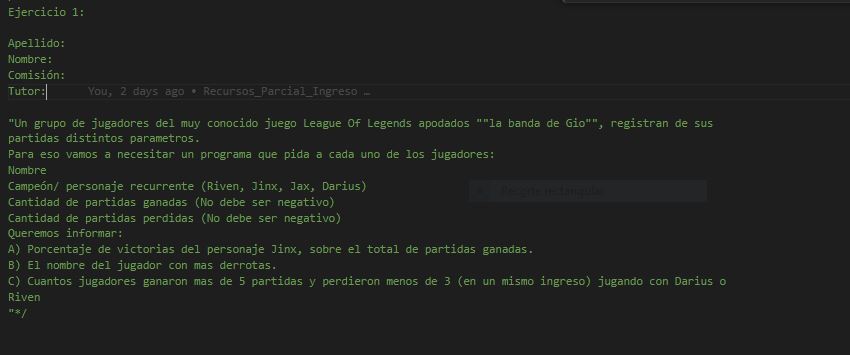 Ejercicio 1:
Apellido:
Nombre:
Comisión:
Tutor: You, 2 days ago • Recursos_Parcial_Ingreso …
"Un grupo de jugadores del muy conocido juego League Of Legends apodados ""la banda de Gio"", registran de sus
partidas distintos parametros.
Para eso vamos a necesitar un programa que pida a cada uno de los jugadores:
Nombre
Campeón/ personaje recurrente (Riven, Jinx, Jax, Darius)
Cantidad de partidas ganadas (No debe ser negativo)
Recorte rectangular
Cantidad de partidas perdidas (No debe ser negativo)
Queremos informar:
A) Porcentaje de victorias del personaje Jinx, sobre el total de partidas ganadas.
B) El nombre del jugador con mas derrotas.
C) Cuantos jugadores ganaron mas de 5 partidas y perdieron menos de 3 (en un mismo ingreso) jugando con Darius o
Riven
"*/